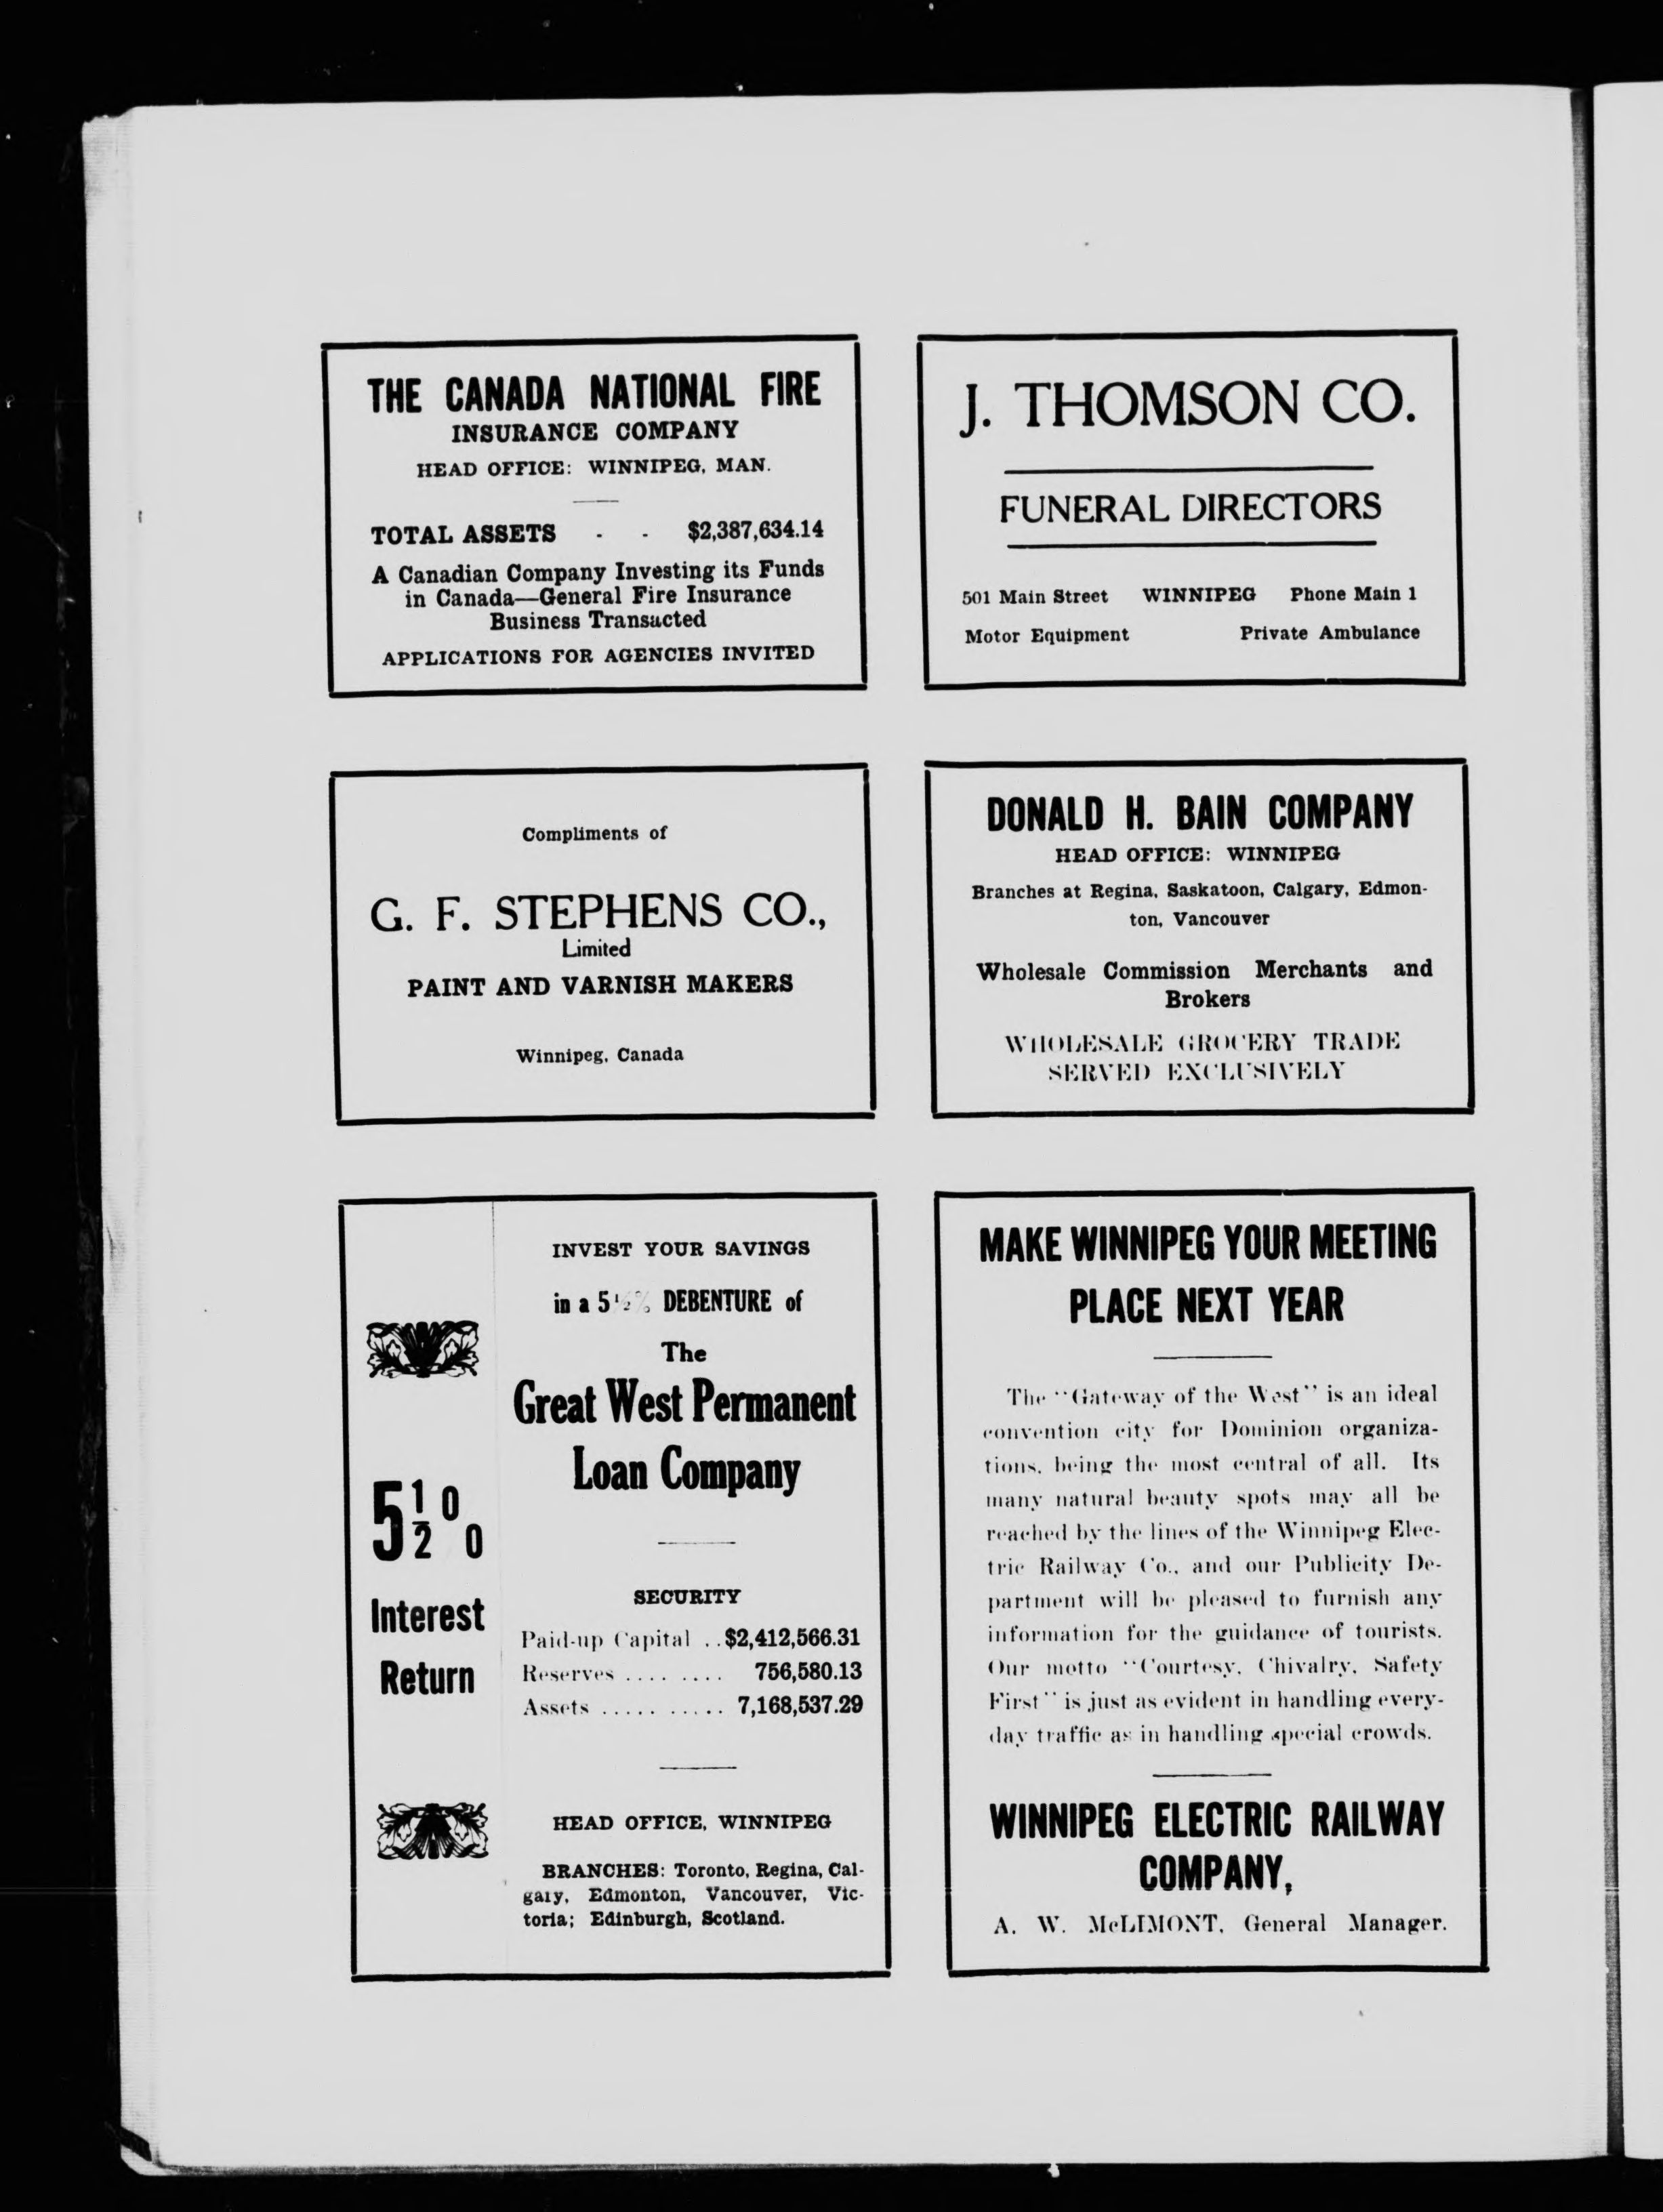 THE CANADA NATIONAL FIRE
INSURANCE COMPANY
HEAD OFFICE: WINNIPEG, MAN.
TOTAL ASSETS - - $2,387,634.14
A Canadian Company Investing its Funds
in Canada—General Fire Insurance
Business Transacted
APPLICATIONS FOR AGENCIES INVITED
J. THOMSON CO.
FUNERAL DIRECTORS
501 Main Street WINNIPEG Phone Main 1
Motor Equipment Private Ambulance
Compliments of
G. F. STEPHENS CO.,
Limited
PAINT AND VARNISH MAKERS
Winnipeg, Canada
DONALD H. BAIN COMPANY
HEAD OFFICE: WINNIPEG
Branches at Regina, Saskatoon, Calgary, Edmon-
ton, Vancouver
Wholesale Commission Merchants and
Brokers
WHOLESALE GROCERY TRADE
SERVED EXCLUSIVELY
5½%
Interest
Return
INVEST YOUR SAVINGS
in a 5½% DEBENTURE of
The
Great West Permanent
Loan Company
SECURITY
Paid-up Capital ..$2,412,566.31
Reserves ......... 756,580.13
Assets ........... 7,168,537.29
HEAD OFFICE, WINNIPEG
BRANCHES: Toronto, Regina, Cal-
gary, Edmonton, Vancouver, Vic-
toria; Edinburgh, Scotland.
MAKE WINNIPEG YOUR MEETING
PLACE NEXT YEAR
The "Gateway of the West" is an ideal
convention city for Dominion organiza-
tions, being the most central of all. Its
many natural beauty spots may all be
reached by the lines of the Winnipeg Elec-
tric Railway Co., and our Publicity De-
partment will be pleased to furnish any
information for the guidance of tourists.
Our motto "Courtesy, Chivalry, Safety
First" is just as evident in handling every-
day traffic as in handling special crowds.
WINNIPEG ELECTRIC RAILWAY
COMPANY,
A. W. McLIMONT, General Manager.